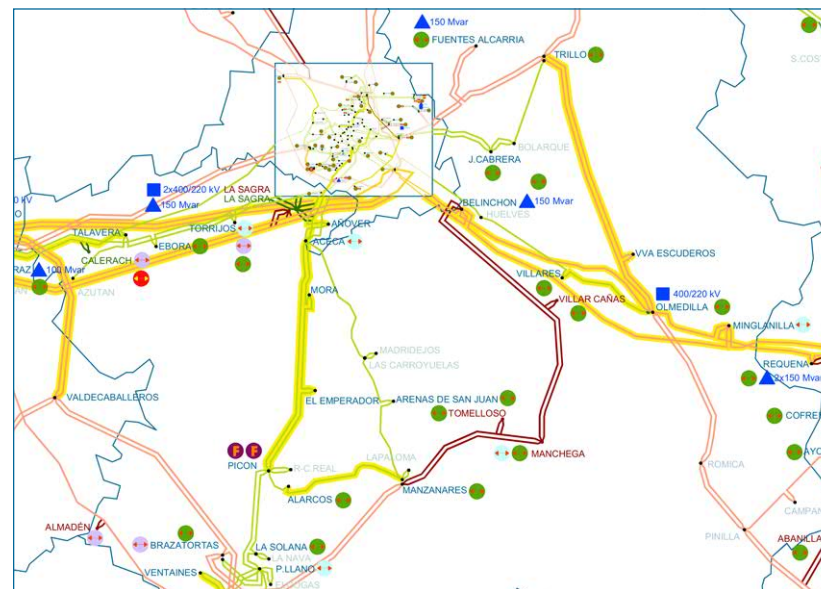 150 Mvar
FUENTES ALCARRIA
TRILLO
S.COST
BOLARQUE
J.CABRERA
2x400/220 kV
LA SAGRA
150 Mvar
LA SAGRA
BELINCHON
150 Mvar
HUELVES
TALAVERA
TORRIJOS
AÑOVER
EBORA
ACECA
CALERACH
VVA ESCUDEROS
100 Mvar
AZUTAN
VILLARES
400/220 kV
MORA
VILLAR CAÑAS
OLMEDILLA
MINGLANILLA
MADRIDEJOS
LAS CARROYUELAS
REQUENA
2x150 Mvar
VALDECABALLEROS
EL EMPERADOR
ARENAS DE SAN JUAN
TOMELLOSO
COFRE
F F
MANCHEGA
AYO
PICON
R-C.REAL
LAPALOMA
ROMICA
ALARCOS
MANZANARES
CAMPAN
ALMADÉN
PINILLA
BRAZATORTAS
LA SOLANA
ABANILLA
LA NAVA
VENTAINES
P.LLANO